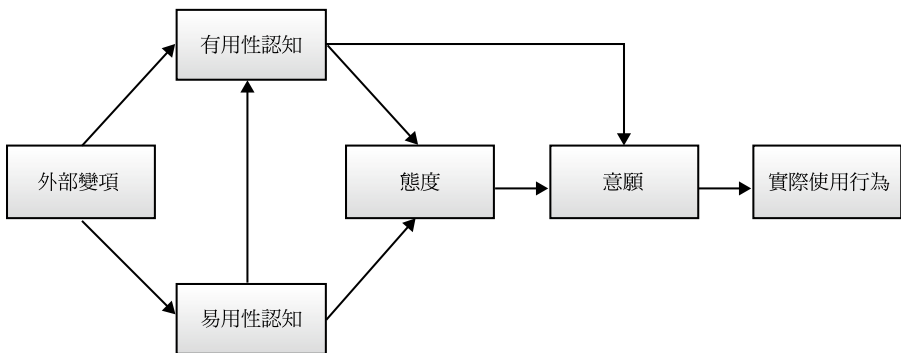 有用性認知
外部變項
態度
意願
實際使用行為
易用性認知